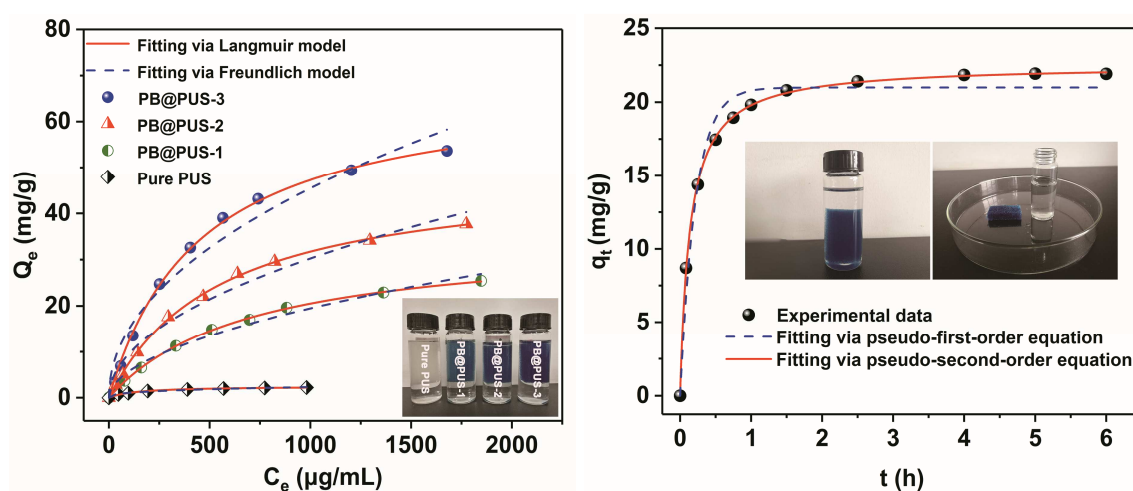 80
60
40
20
0
Q_e (mg/g)
Fitting via Langmuir model
Fitting via Freundlich model
PB@PUS-3
PB@PUS-2
PB@PUS-1
Pure PUS
Pure PUS
PB@PUS-1
PB@PUS-2
PB@PUS-3
0 500 1000 1500 2000
C_e (μg/mL)
25
20
15
10
5
0
q_t (mg/g)
Experimental data
Fitting via pseudo-first-order equation
Fitting via pseudo-second-order equation
0 1 2 3 4 5 6
t (h)